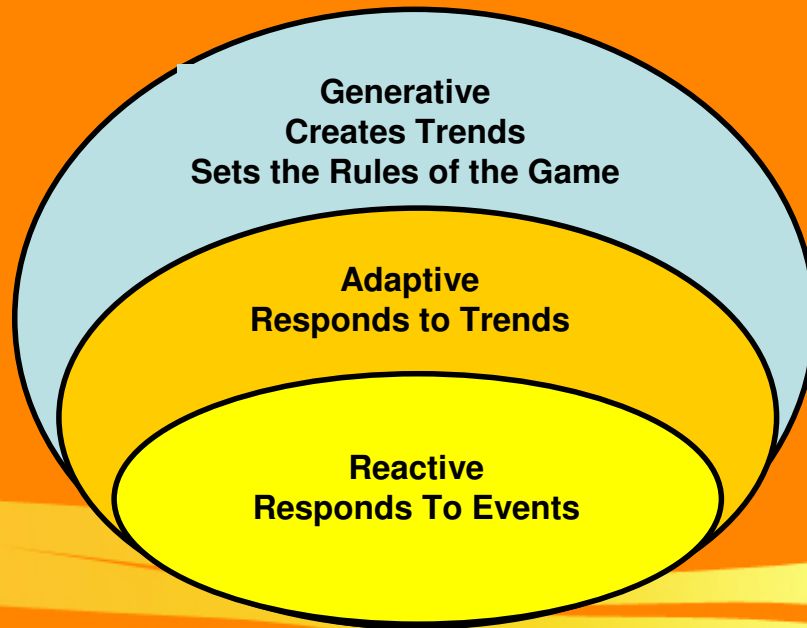 Generative
Creates Trends
Sets the Rules of the Game
Adaptive
Responds to Trends
Reactive
Responds To Events